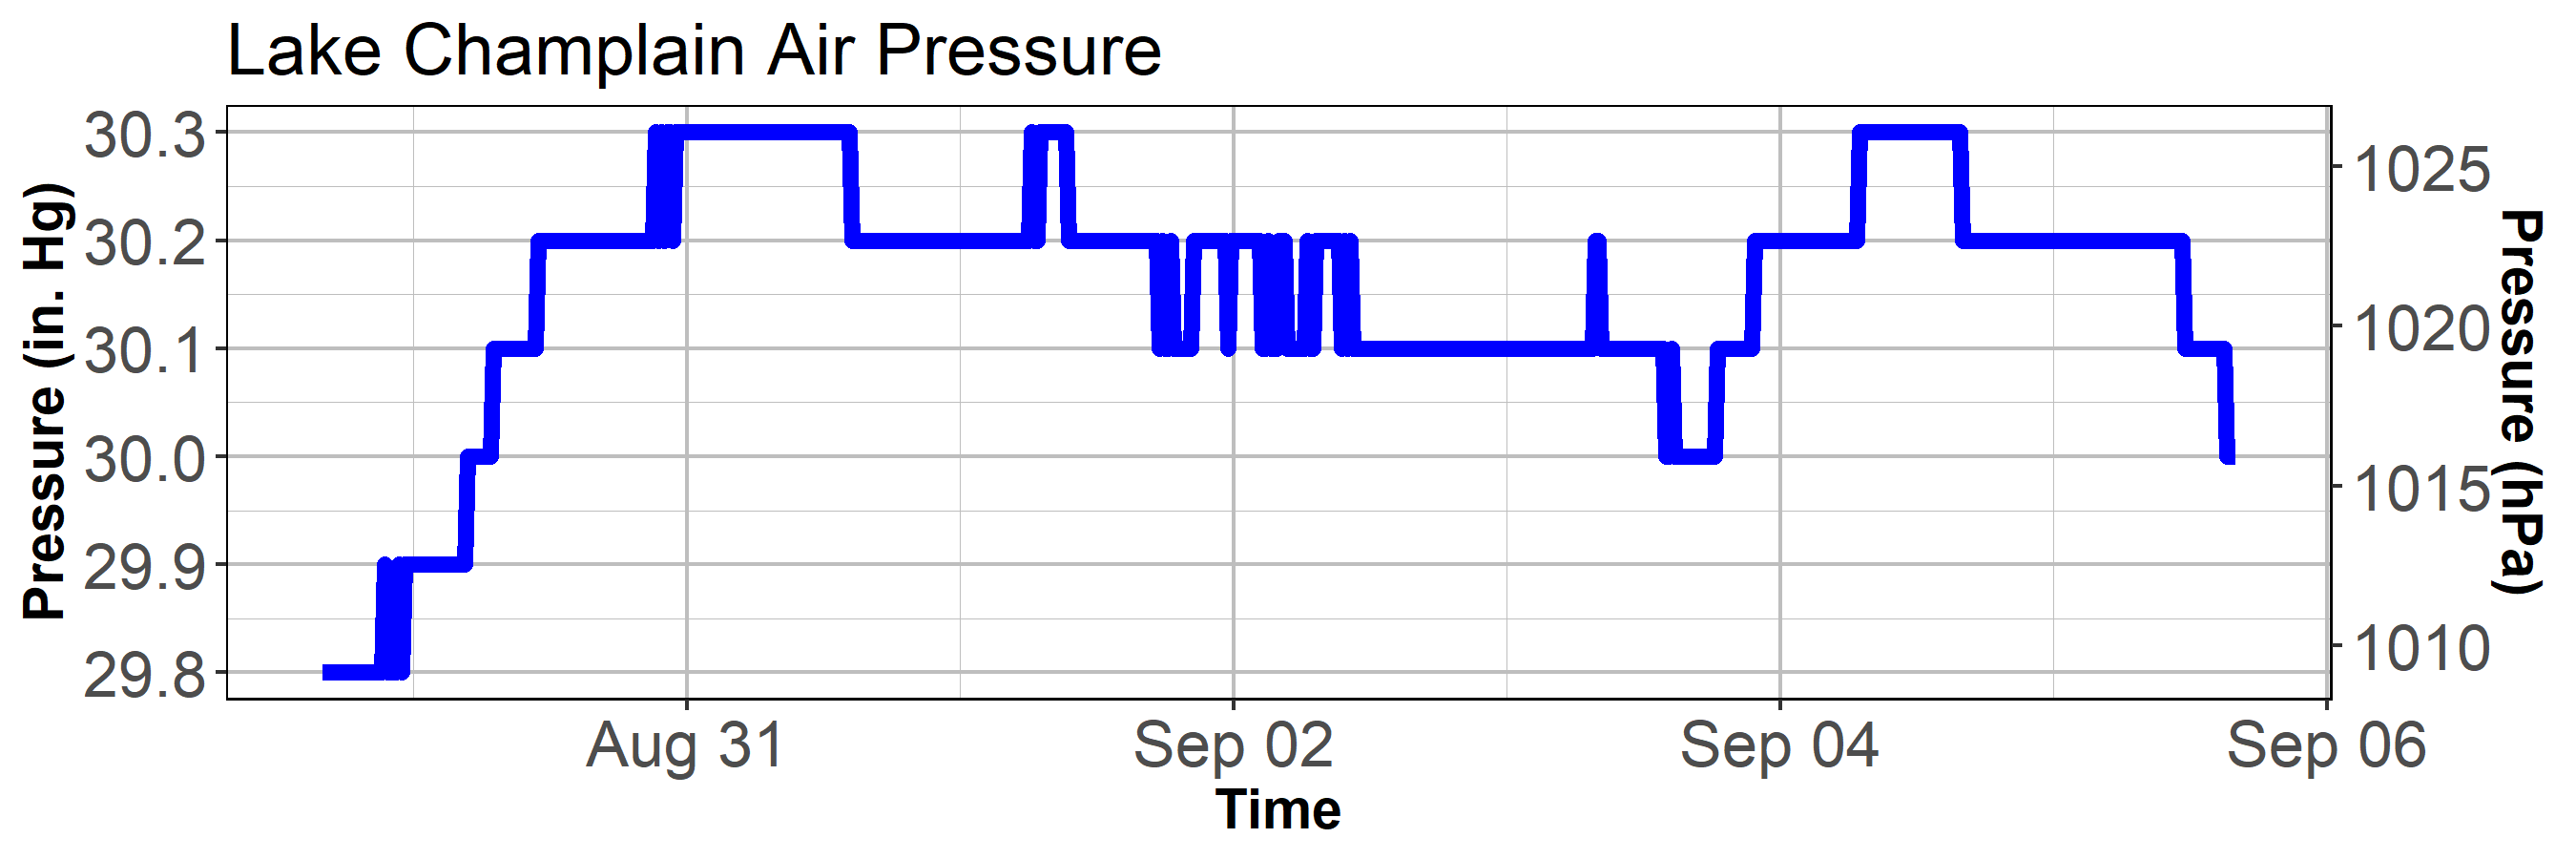 Lake Champlain Air Pressure
Pressure (in. Hg)
30.3
30.2
30.1
30.0
29.9
29.8
1025
1020
1015
1010
Pressure (hPa)
Aug 31 Sep 02 Sep 04 Sep 06
Time